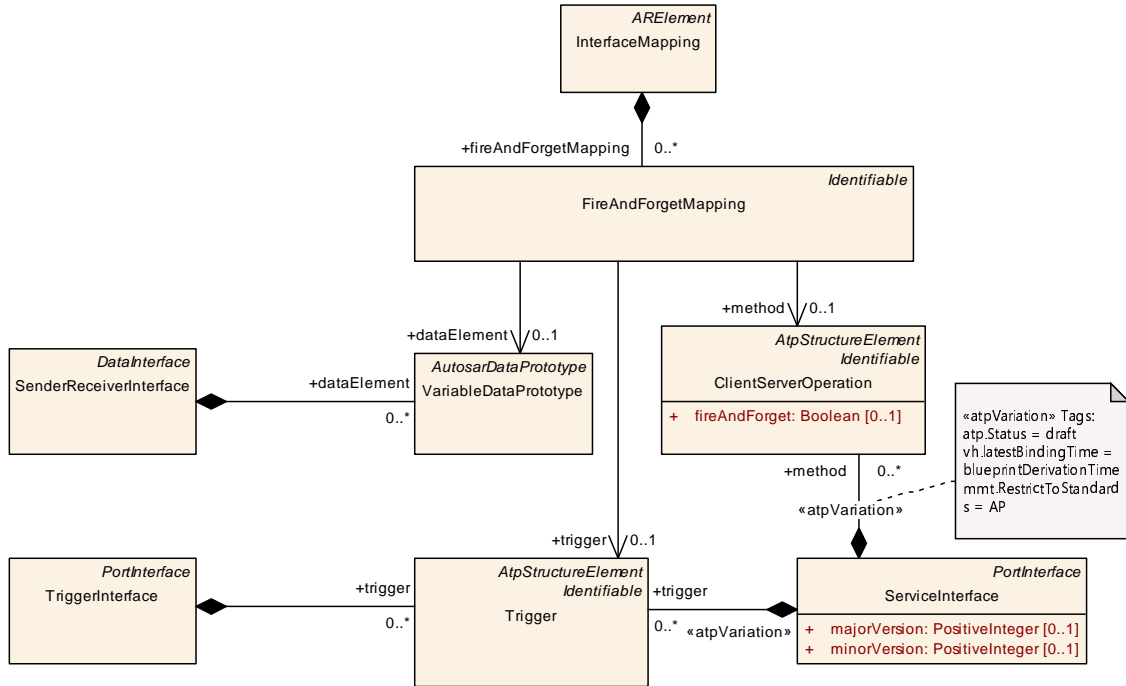 ARElement
InterfaceMapping
+fireAndForgetMapping 0..*
Identifiable
FireAndForgetMapping
+method 0..1
+dataElement 0..1
AtpStructureElement
Identifiable
ClientServerOperation
+ fireAndForget: Boolean [0..1]
DataInterface
SenderReceiverInterface
+dataElement
0..*
AutosarDataPrototype
VariableDataPrototype
«atpVariation» Tags:
atp.Status = draft
vh.latestBindingTime =
blueprintDerivationTime
mmt.RestrictToStandard
s = AP
+method 0..*
«atpVariation»
+trigger 0..1
PortInterface
TriggerInterface
+trigger
0..*
AtpStructureElement
Identifiable
Trigger
+trigger
0..* «atpVariation»
PortInterface
ServiceInterface
+ majorVersion: PositiveInteger [0..1]
+ minorVersion: PositiveInteger [0..1]